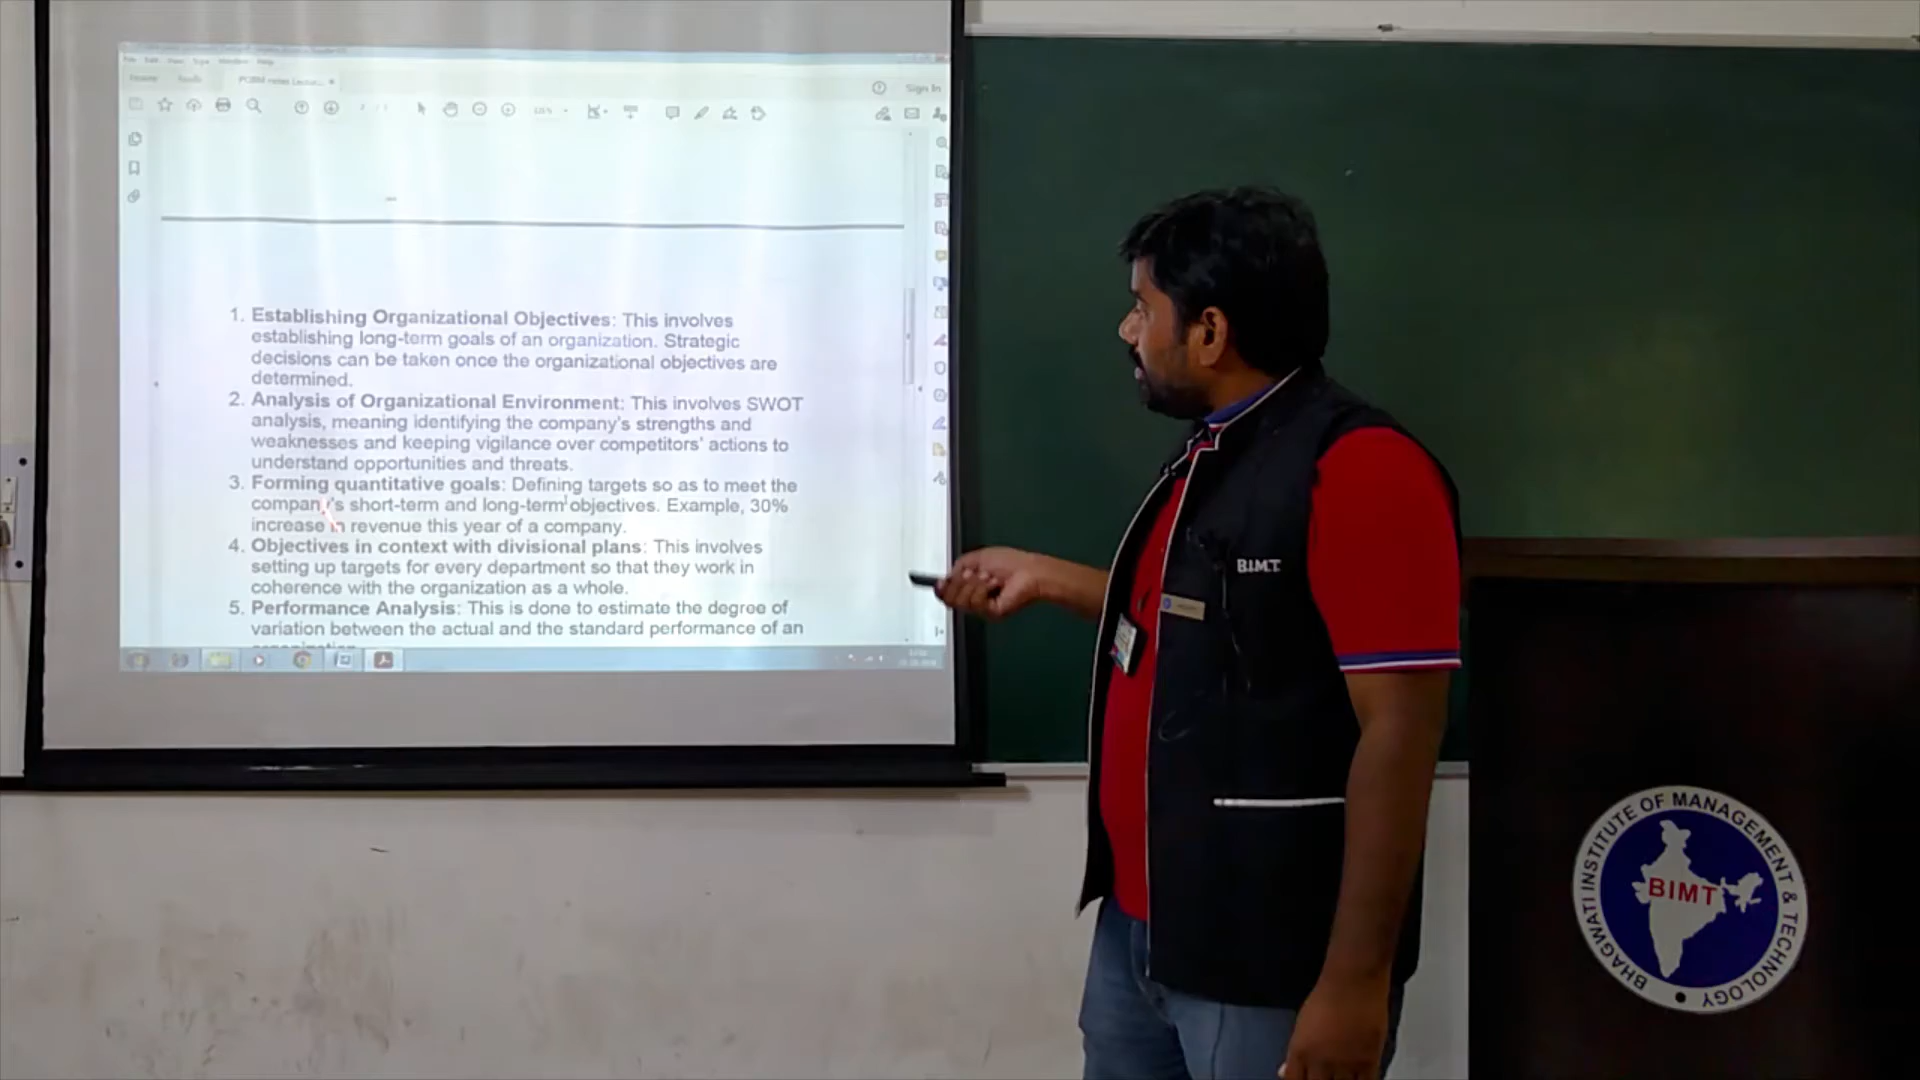 Sign In
1. Establishing Organizational Objectives: This involves
establishing long-term goals of an organization. Strategic
decisions can be taken once the organizational objectives are
determined.
2. Analysis of Organizational Environment: This involves SWOT
analysis, meaning identifying the company's strengths and
weaknesses and keeping vigilance over competitors' actions to
understand opportunities and threats.
3. Forming quantitative goals: Defining targets so as to meet the
company's short-term and long-term objectives. Example, 30%
increase in revenue this year of a company.
4. Objectives in context with divisional plans: This involves
setting up targets for every department so that they work in
coherence with the organization as a whole.
5. Performance Analysis: This is done to estimate the degree of
variation between the actual and the standard performance of an
B.I.M.T.
BHAGWATI INSTITUTE OF MANAGEMENT & TECHNOLOGY
BIMT